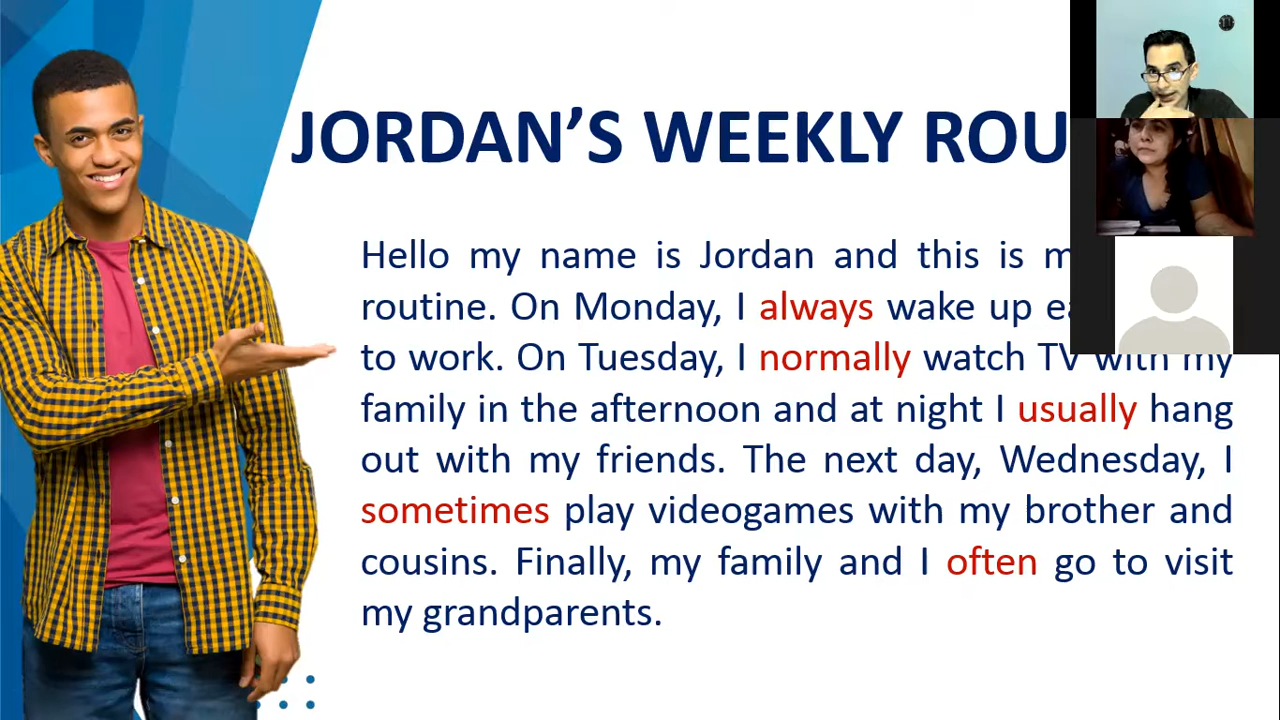 JORDAN'S WEEKLY
Hello my name is Jordan and this is
routine. On Monday, I always wake up
to work. On Tuesday, I normally watch TV with my
family in the afternoon and at night I usually hang
out with my friends. The next day, Wednesday, I
sometimes play videogames with my brother and
cousins. Finally, my family and I often go to visit
my grandparents.